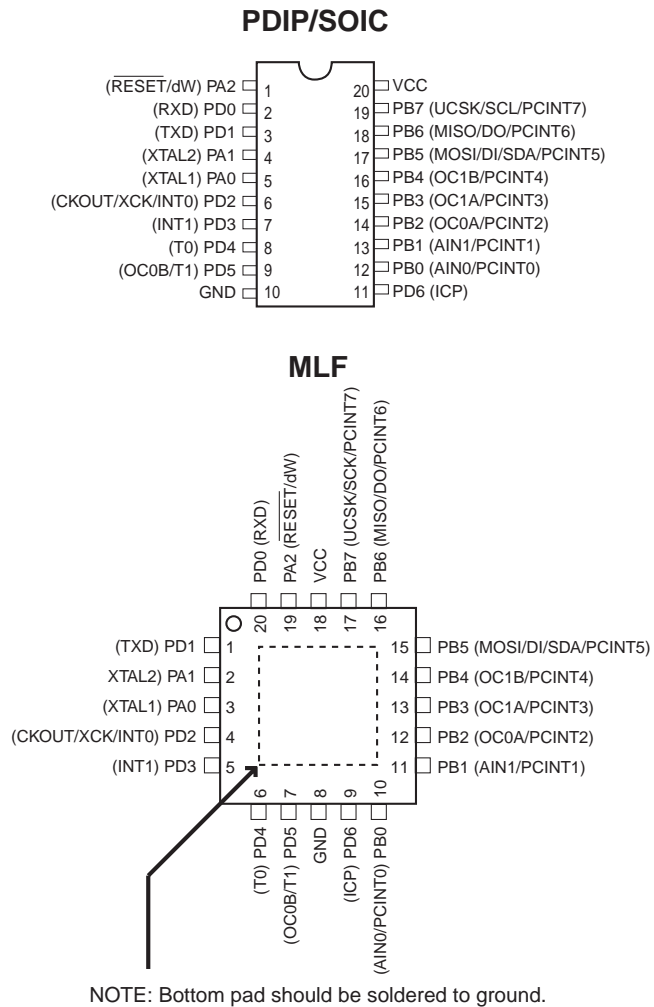 PDIP/SOIC
(RESET/dW) PA2 1
(RXD) PD0 2
(TXD) PD1 3
(XTAL2) PA1 4
(XTAL1) PA0 5
(CKOUT/XCK/INT0) PD2 6
(INT1) PD3 7
(T0) PD4 8
(OC0B/T1) PD5 9
GND 10
20 VCC
19 PB7 (UCSK/SCL/PCINT7)
18 PB6 (MISO/DO/PCINT6)
17 PB5 (MOSI/DI/SDA/PCINT5)
16 PB4 (OC1B/PCINT4)
15 PB3 (OC1A/PCINT3)
14 PB2 (OC0A/PCINT2)
13 PB1 (AIN1/PCINT1)
12 PB0 (AIN0/PCINT0)
11 PD6 (ICP)
MLF
PD0 (RXD) 20
PA2 (RESET/dW) 19
VCC 18
PB7 (UCSK/SCK/PCINT7) 17
PB6 (MISO/DO/PCINT6) 16
(TXD) PD1 1
XTAL2) PA1 2
(XTAL1) PA0 3
(CKOUT/XCK/INT0) PD2 4
(INT1) PD3 5
15 PB5 (MOSI/DI/SDA/PCINT5)
14 PB4 (OC1B/PCINT4)
13 PB3 (OC1A/PCINT3)
12 PB2 (OC0A/PCINT2)
11 PB1 (AIN1/PCINT1)
(T0) PD4 6
(OC0B/T1) PD5 7
GND 8
(ICP) PD6 9
(AIN0/PCINT0) PB0 10
NOTE: Bottom pad should be soldered to ground.